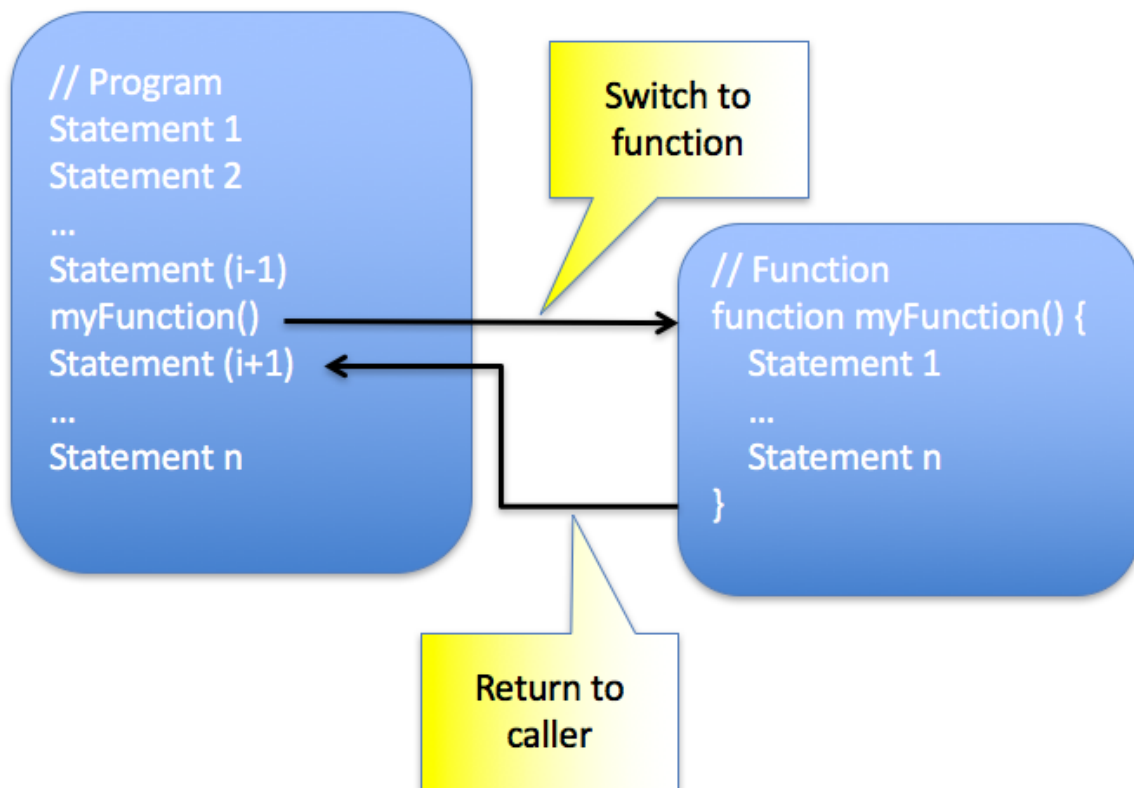 // Program
Statement 1
Statement 2
...
Statement (i-1)
myFunction()
Statement (i+1)
...
Statement n
Switch to
function
// Function
function myFunction() {
Statement 1
...
Statement n
}
Return to
caller